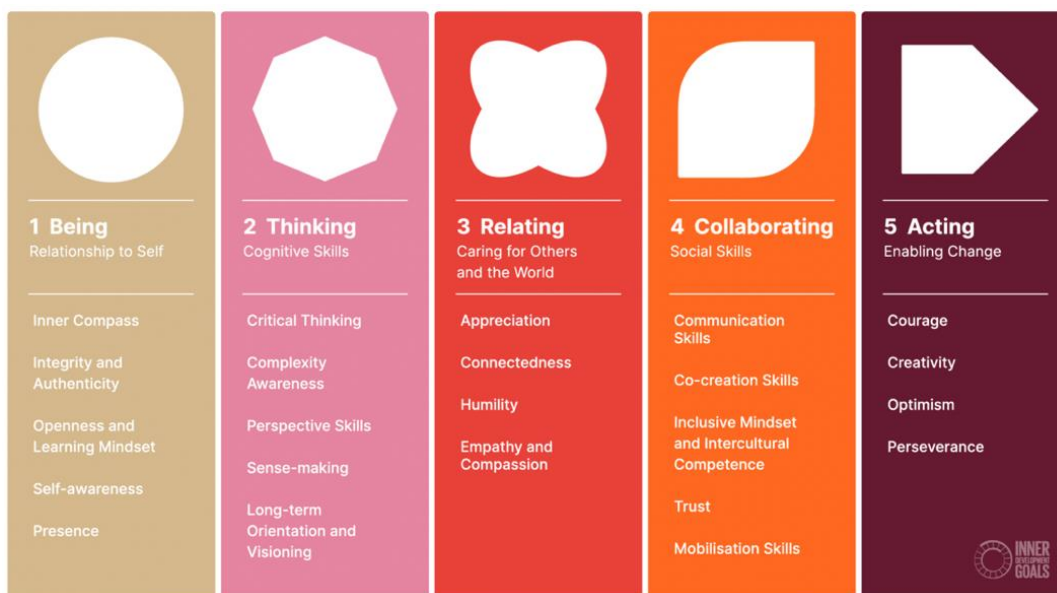 1 Being
Relationship to Self
Inner Compass
Integrity and
Authenticity
Openness and
Learning Mindset
Self-awareness
Presence
2 Thinking
Cognitive Skills
Critical Thinking
Complexity
Awareness
Perspective Skills
Sense-making
Long-term
Orientation and
Visioning
3 Relating
Caring for Others
and the World
Appreciation
Connectedness
Humility
Empathy and
Compassion
4 Collaborating
Social Skills
Communication
Skills
Co-creation Skills
Inclusive Mindset
and Intercultural
Competence
Trust
Mobilisation Skills
5 Acting
Enabling Change
Courage
Creativity
Optimism
Perseverance
INNER
DEVELOPMENT
GOALS